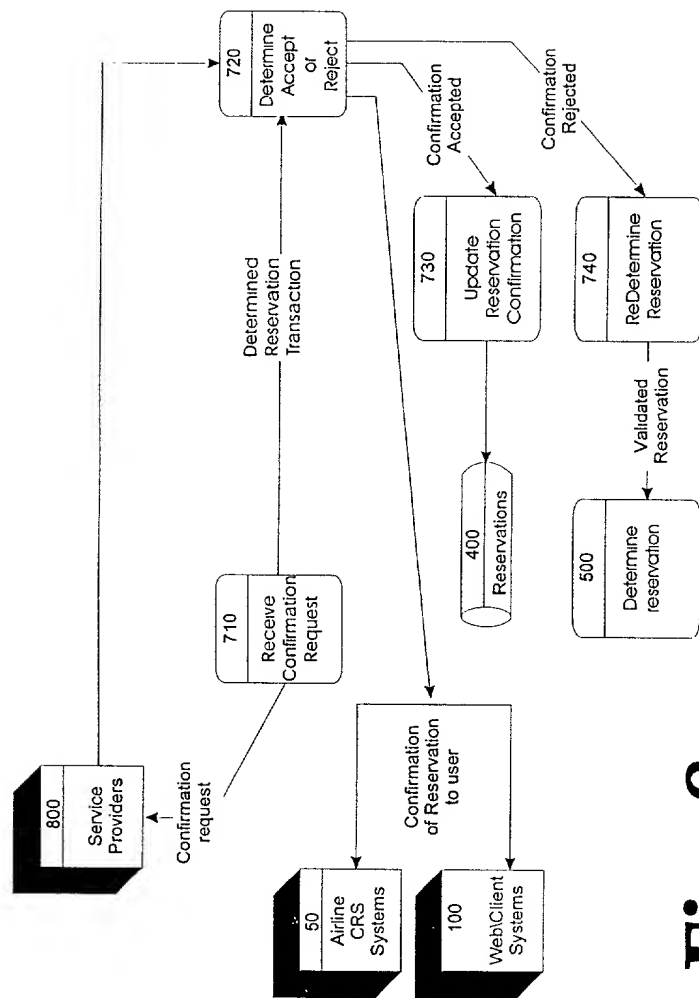 800
Service
Providers
Confirmation
request
710
Receive
Confirmation
Request
Determined
Reservation
Transaction
720
Determine
Accept
or
Reject
50
Airline
CRS
Systems
100
Web\Client
Systems
Confirmation
of Reservation
to user
400
Reservations
730
Update
Reservation
Confirmation
Confirmation
Accepted
500
Determine
reservation
Validated
Reservation
740
ReDetermine
Reservation
Confirmation
Rejected